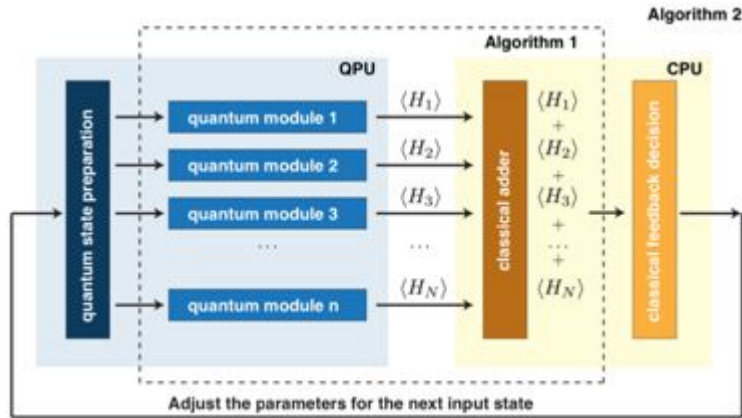 Algorithm 2
Algorithm 1
QPU
CPU
quantum state preparation
quantum module 1
quantum module 2
quantum module 3
...
quantum module n
⟨H₁⟩
⟨H₂⟩
⟨H₃⟩
...
⟨H_N⟩
classical adder
⟨H₁⟩
+
⟨H₂⟩
+
⟨H₃⟩
+
...
+
⟨H_N⟩
classical feedback decision
Adjust the parameters for the next input state